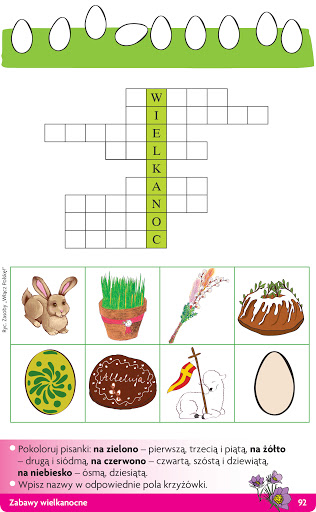 W
I
E
L
K
A
N
O
C
Ryc. Zasoby „Włącz Polskę!”
Alleluja
Pokoloruj pisanki: na zielono – pierwszą, trzecią i piątą, na żółto
– drugą i siódmą, na czerwono – czwartą, szóstą i dziewiątą,
na niebiesko – ósmą, dziesiątą.
Wpisz nazwy w odpowiednie pola krzyżówki.
Zabawy wielkanocne
92